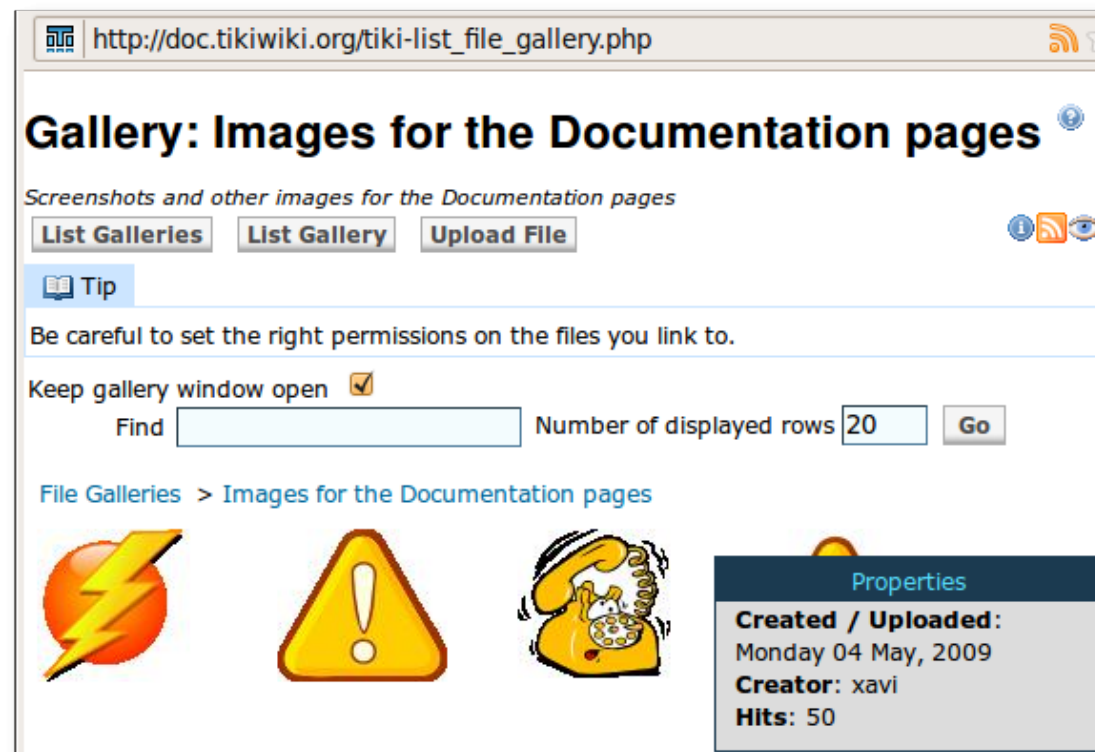 http://doc.tikiwiki.org/tiki-list_file_gallery.php
Gallery: Images for the Documentation pages
Screenshots and other images for the Documentation pages
List Galleries List Gallery Upload File
Tip
Be careful to set the right permissions on the files you link to.
Keep gallery window open
Find Number of displayed rows 20 Go
File Galleries > Images for the Documentation pages
Properties
Created / Uploaded:
Monday 04 May, 2009
Creator: xavi
Hits: 50